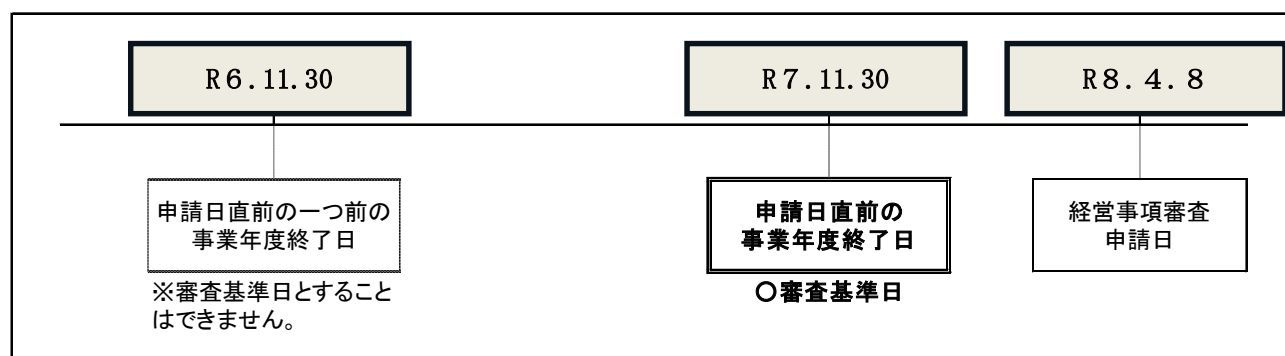 R6.11.30
R7.11.30
R8.4.8
申請日直前の一つ前の
事業年度終了日
※審査基準日とすること
はできません。
申請日直前の
事業年度終了日
○審査基準日
経営事項審査
申請日